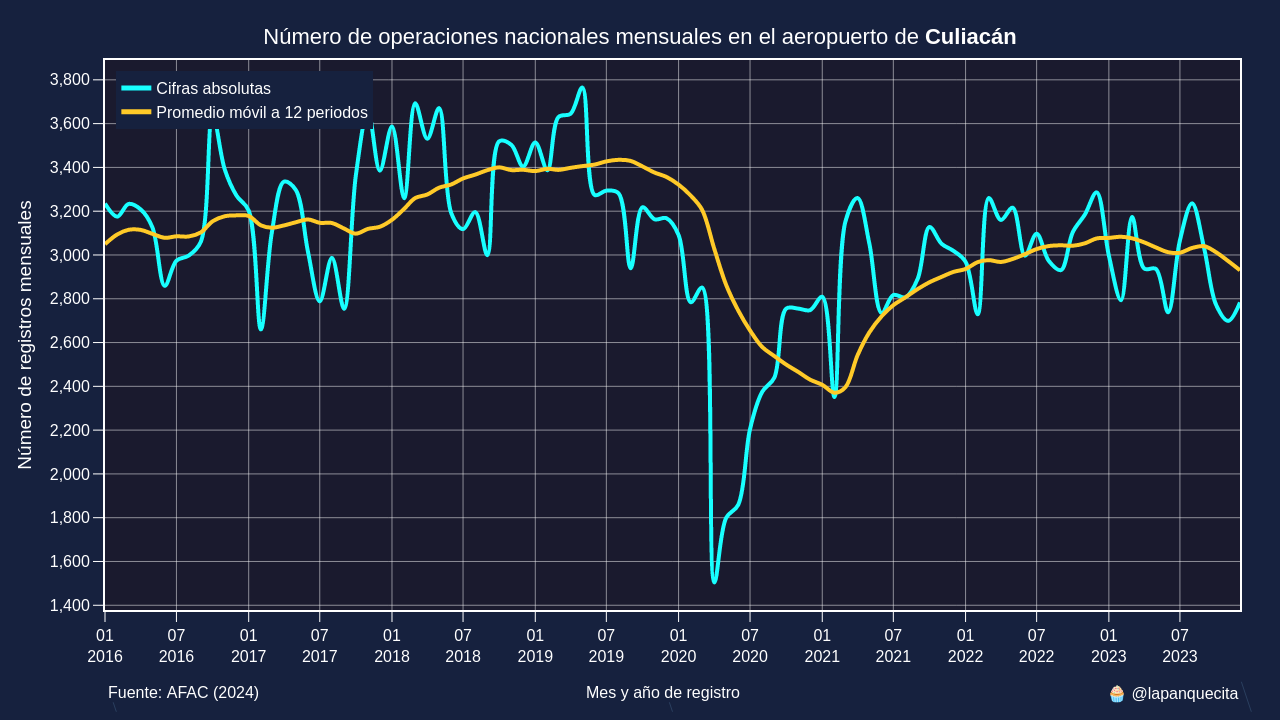 Número de operaciones nacionales mensuales en el aeropuerto de Culiacán
Cifras absolutas
Promedio móvil a 12 periodos
Número de registros mensuales
3,800
3,600
3,400
3,200
3,000
2,800
2,600
2,400
2,200
2,000
1,800
1,600
1,400
01 07 01 07 01 07 01 07 01 07 01 07 01 07 01 07
2016 2016 2017 2017 2018 2018 2019 2019 2020 2020 2021 2021 2022 2022 2023 2023
Fuente: AFAC (2024) Mes y año de registro 🧁 @lapanquecita